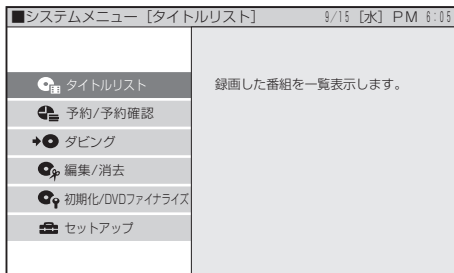 ■システムメニュー [タイトルリスト] 9/15 [水] PM 6:05
タイトルリスト
録画した番組を一覧表示します。
予約/予約確認
ダビング
編集/消去
初期化/DVDファイナライズ
セットアップ